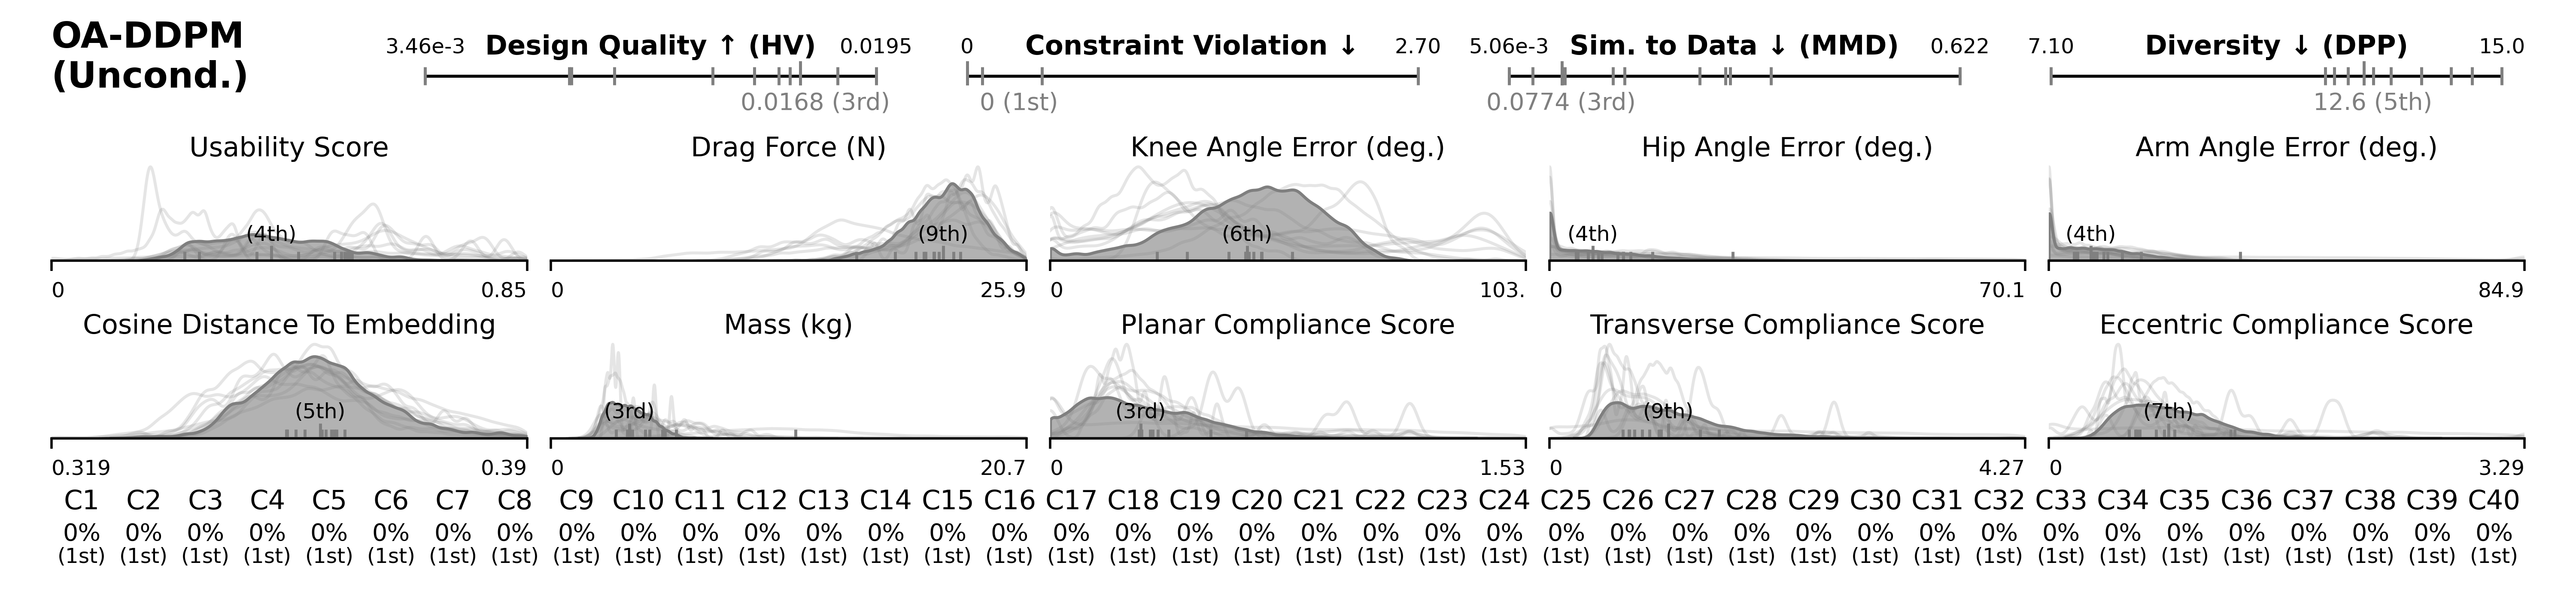 OA-DDPM
(Uncond.)
3.46e-3 Design Quality ↑ (HV) 0.0195
0.0168 (3rd)
0 Constraint Violation ↓ 2.70
0 (1st)
5.06e-3 Sim. to Data ↓ (MMD) 0.622
0.0774 (3rd)
7.10 Diversity ↓ (DPP) 15.0
12.6 (5th)
Usability Score
(4th)
0 0.85
Drag Force (N)
(9th)
0 25.9
Knee Angle Error (deg.)
(6th)
0 103.
Hip Angle Error (deg.)
(4th)
0 70.1
Arm Angle Error (deg.)
(4th)
0 84.9
Cosine Distance To Embedding
(5th)
0.319 0.39
Mass (kg)
(3rd)
0 20.7
Planar Compliance Score
(3rd)
0 1.53
Transverse Compliance Score
(9th)
0 4.27
Eccentric Compliance Score
(7th)
0 3.29
C1 C2 C3 C4 C5 C6 C7 C8 C9 C10 C11 C12 C13 C14 C15 C16 C17 C18 C19 C20 C21 C22 C23 C24 C25 C26 C27 C28 C29 C30 C31 C32 C33 C34 C35 C36 C37 C38 C39 C40
0% 0% 0% 0% 0% 0% 0% 0% 0% 0% 0% 0% 0% 0% 0% 0% 0% 0% 0% 0% 0% 0% 0% 0% 0% 0% 0% 0% 0% 0% 0% 0% 0% 0% 0% 0% 0% 0% 0% 0%
(1st) (1st) (1st) (1st) (1st) (1st) (1st) (1st) (1st) (1st) (1st) (1st) (1st) (1st) (1st) (1st) (1st) (1st) (1st) (1st) (1st) (1st) (1st) (1st) (1st) (1st) (1st) (1st) (1st) (1st) (1st) (1st) (1st) (1st) (1st) (1st) (1st) (1st) (1st) (1st)